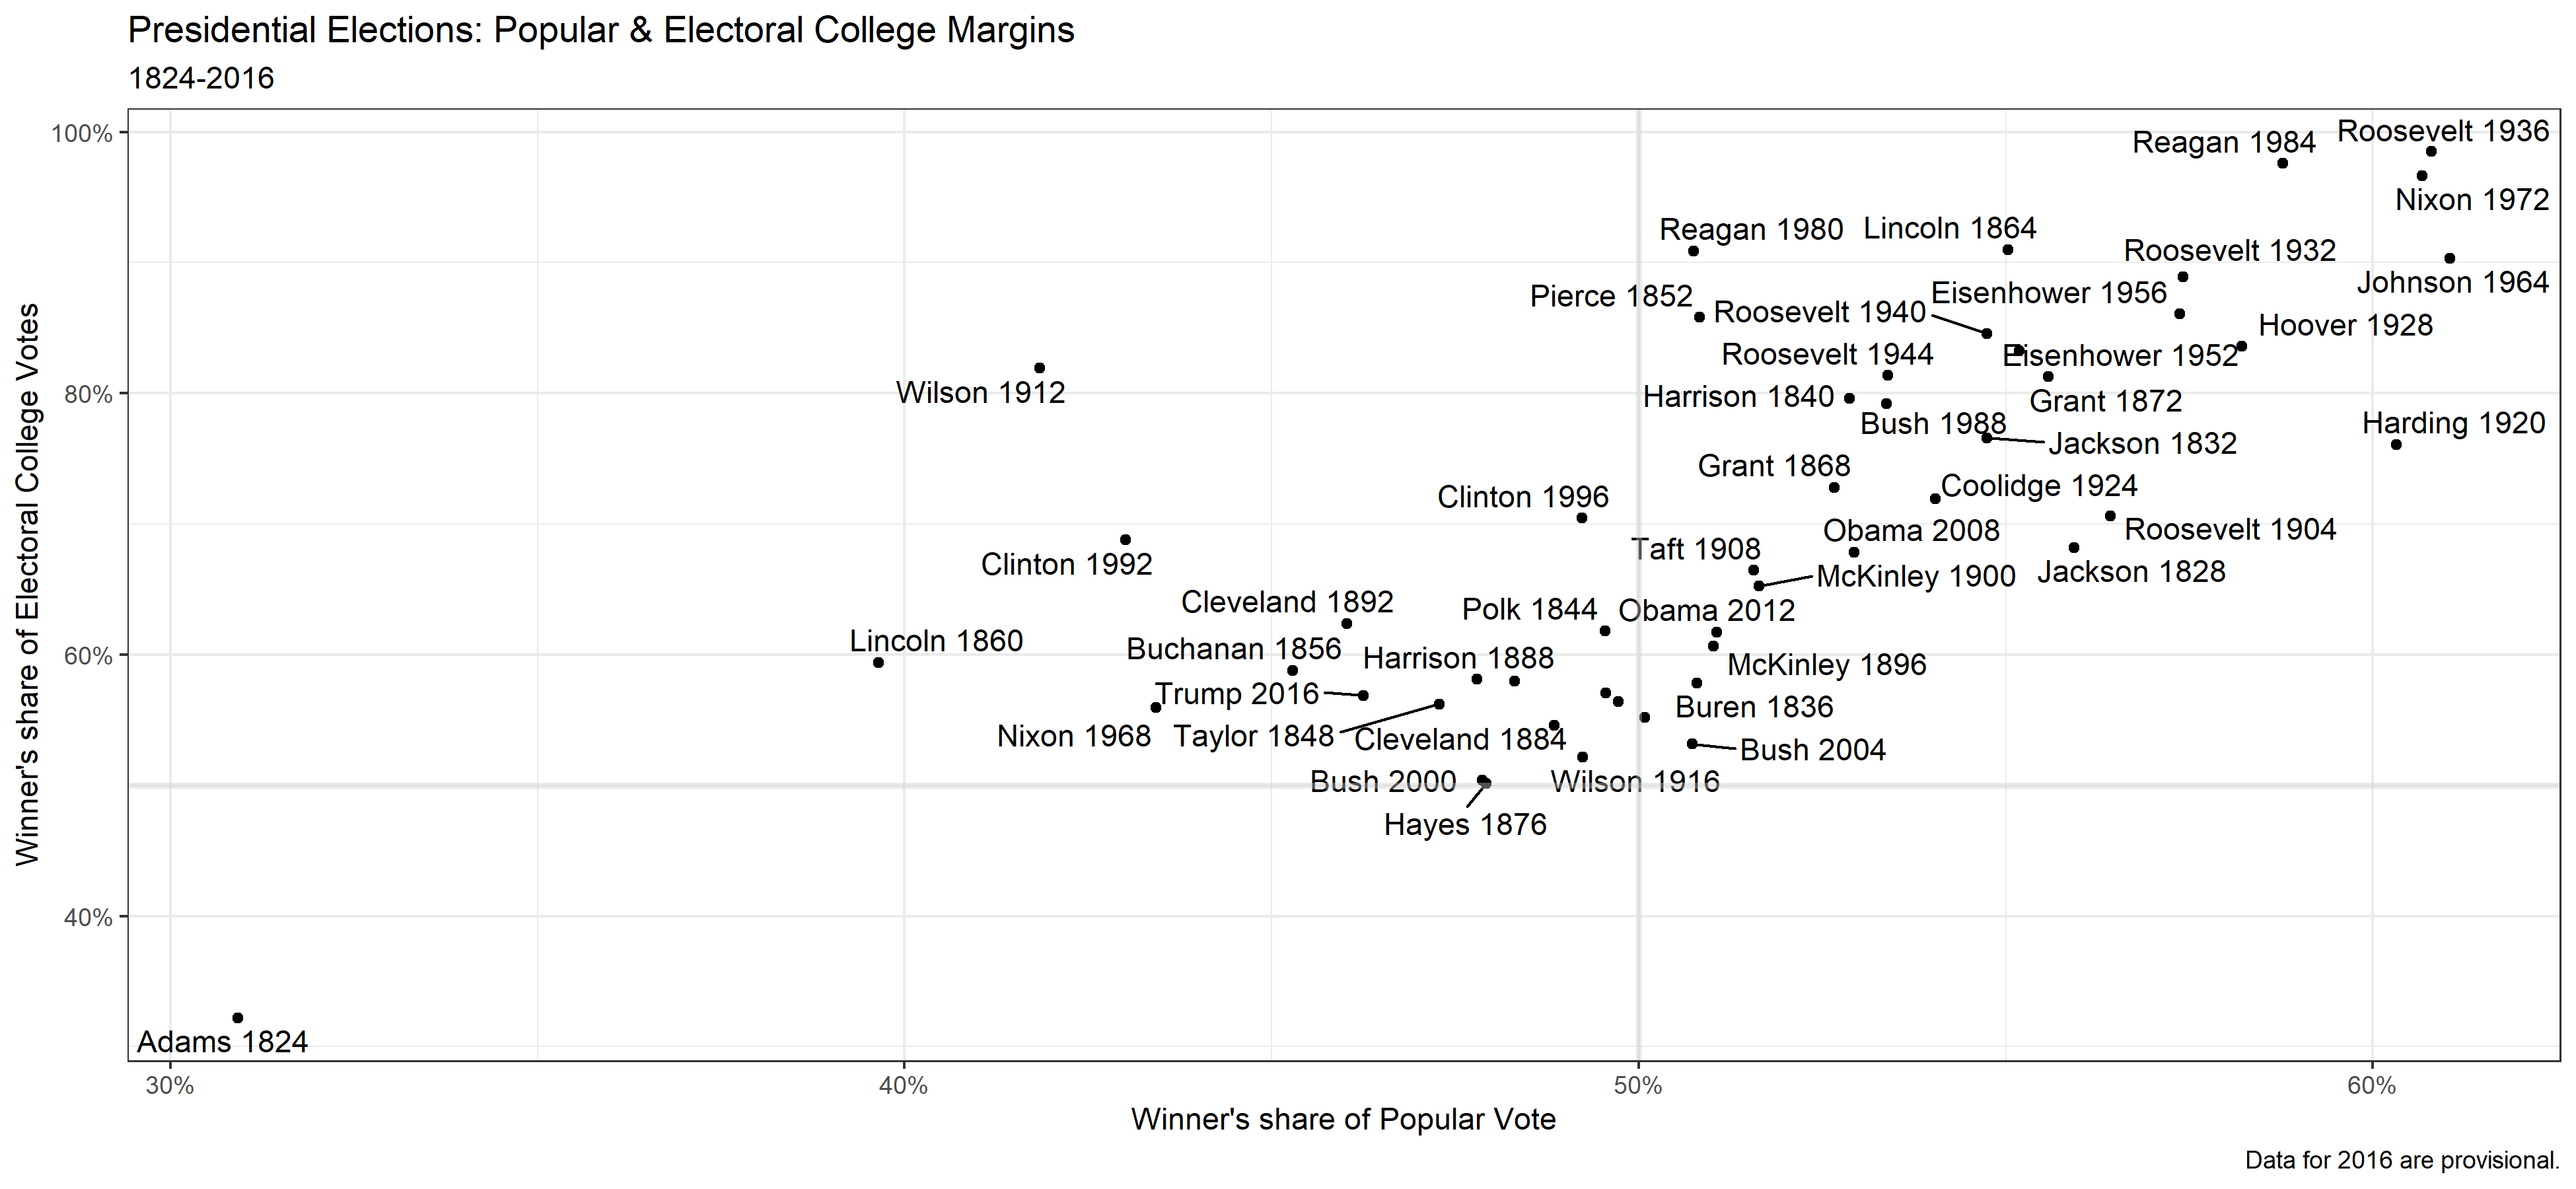 Presidential Elections: Popular & Electoral College Margins
1824-2016
Winner's share of Electoral College Votes
100%
80%
60%
40%
Roosevelt 1936
Reagan 1984
Nixon 1972
Reagan 1980
Lincoln 1864
Roosevelt 1932
Johnson 1964
Eisenhower 1956
Pierce 1852
Roosevelt 1940
Hoover 1928
Roosevelt 1944
Eisenhower 1952
Wilson 1912
Harrison 1840
Grant 1872
Bush 1988
Harding 1920
Jackson 1832
Grant 1868
Coolidge 1924
Clinton 1996
Obama 2008
Roosevelt 1904
Taft 1908
Clinton 1992
McKinley 1900
Jackson 1828
Cleveland 1892
Polk 1844
Obama 2012
Lincoln 1860
Buchanan 1856
Harrison 1888
McKinley 1896
Trump 2016
Buren 1836
Nixon 1968
Taylor 1848
Cleveland 1884
Bush 2004
Bush 2000
Wilson 1916
Hayes 1876
Adams 1824
30%
40%
50%
60%
Winner's share of Popular Vote
Data for 2016 are provisional.